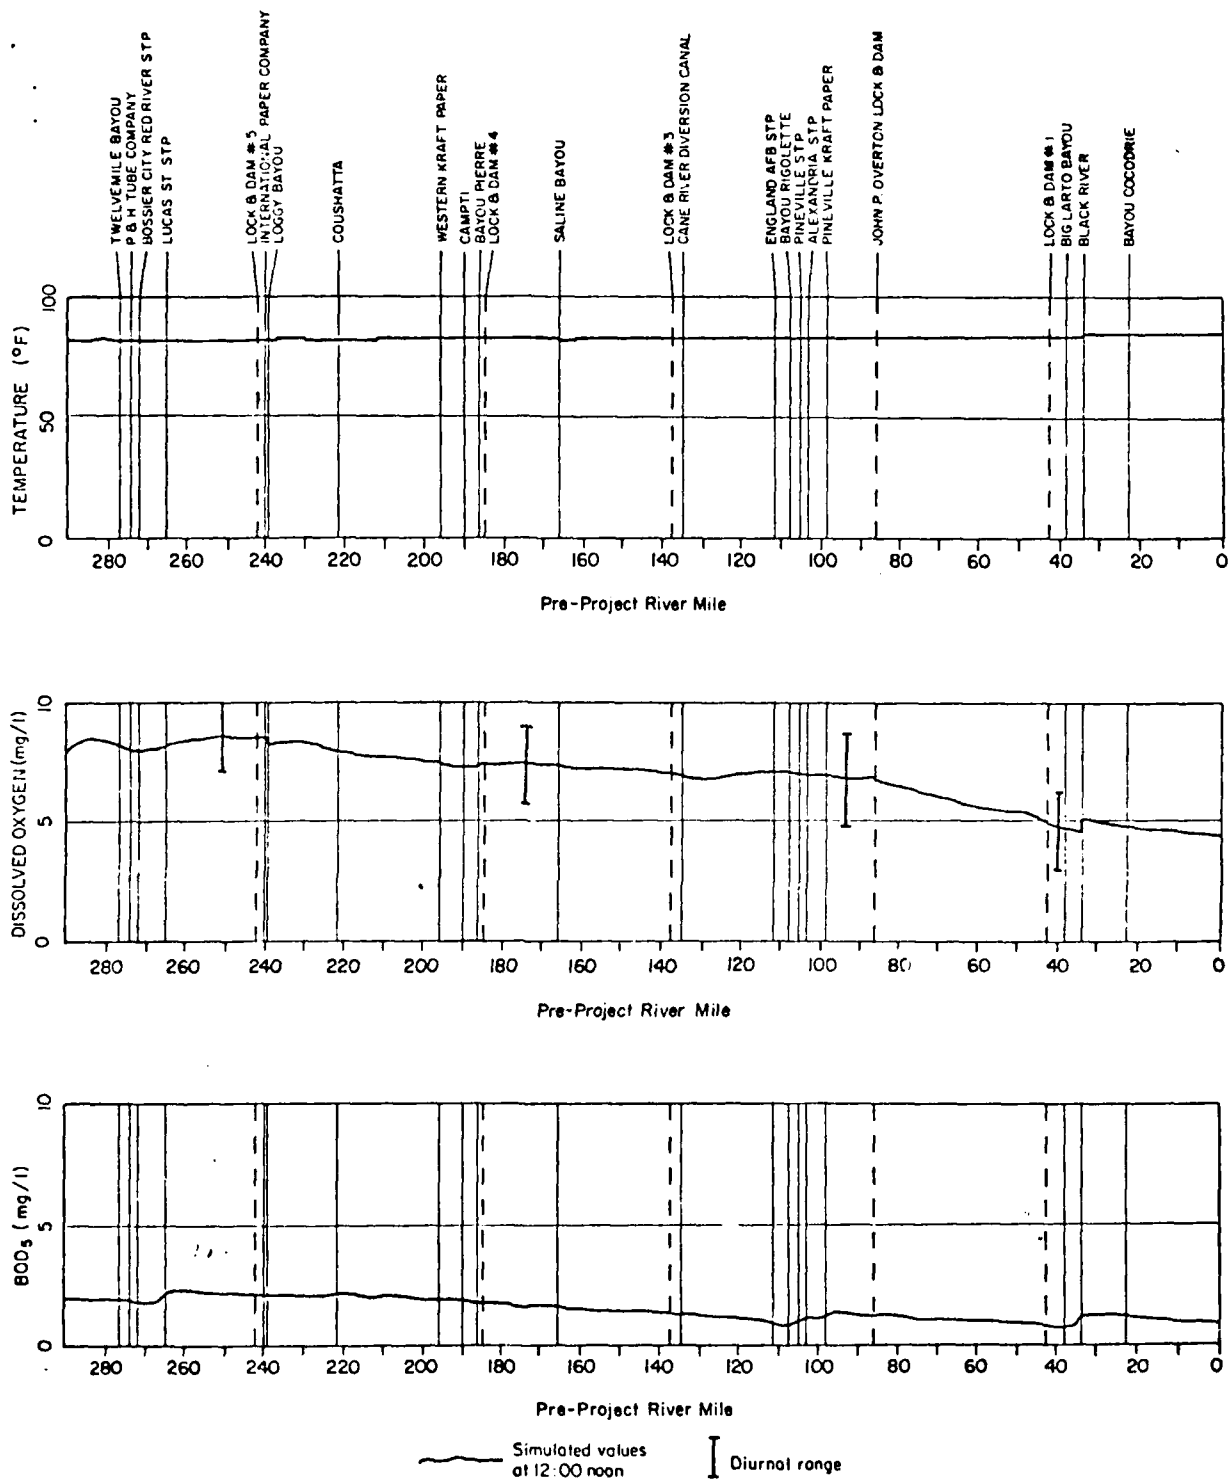 TWELVEMILE BAYOU
P & H TUBE COMPANY
BOSSIER CITY RED RIVER STP
LUCAS ST STP
LOCK & DAM #5
INTERNATIONAL PAPER COMPANY
LOGGY BAYOU
COUSHATTA
WESTERN KRAFT PAPER
CAMPTI
BAYOU PIERRE
LOCK & DAM #4
SALINE BAYOU
LOCK & DAM #3
CANE RIVER DIVERSION CANAL
ENGLAND AFB STP
BAYOU RIGOLETTE
PINEVILLE STP
ALEXANDRIA STP
PINEVILLE KRAFT PAPER
JOHN P. OVERTON LOCK & DAM
LOCK & DAM #1
BIG LARTO BAYOU
BLACK RIVER
BAYOU COCODRIE
TEMPERATURE (°F)
100
50
0
280 260 240 220 200 180 160 140 120 100 80 60 40 20 0
Pre-Project River Mile
DISSOLVED OXYGEN (mg/l)
10
5
0
280 260 240 220 200 180 160 140 120 100 80 60 40 20 0
Pre-Project River Mile
BOD₅ (mg/l)
10
5
0
280 260 240 220 200 180 160 140 120 100 80 60 40 20 0
Pre-Project River Mile
Simulated values
at 12:00 noon
Diurnal range